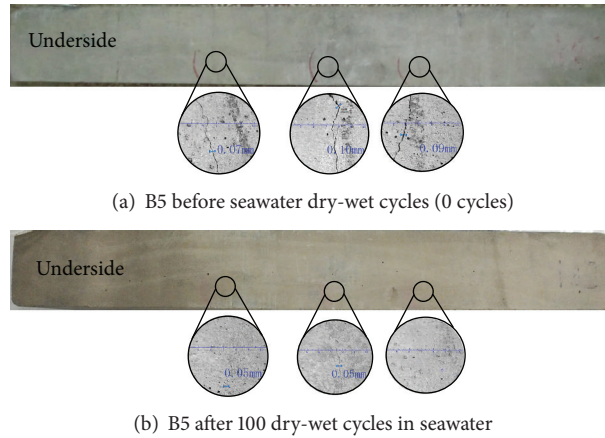 Underside
0.07mm
0.10mm
0.09mm
(a) B5 before seawater dry-wet cycles (0 cycles)
Underside
0.05mm
0.05mm
(b) B5 after 100 dry-wet cycles in seawater